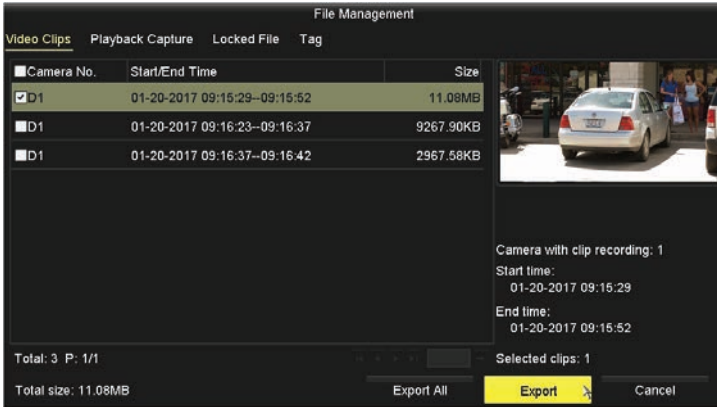 File Management
Video Clips Playback Capture Locked File Tag
Camera No. Start/End Time Size
D1 01-20-2017 09:15:29--09:15:52 11.08MB
D1 01-20-2017 09:16:23--09:16:37 9267.90KB
D1 01-20-2017 09:16:37--09:16:42 2967.58KB
Camera with clip recording: 1
Start time:
01-20-2017 09:15:29
End time:
01-20-2017 09:15:52
Total: 3 P: 1/1
Selected clips: 1
Total size: 11.08MB
Export All Export Cancel